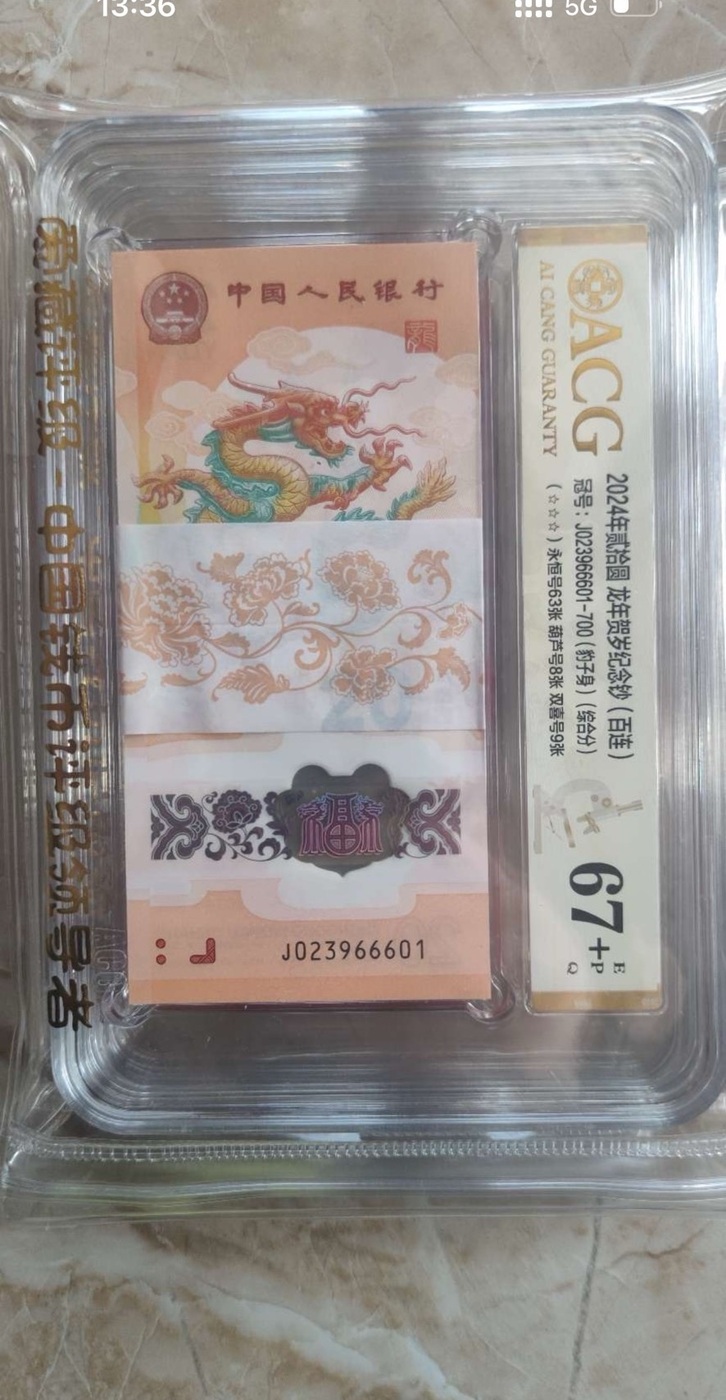 13:36
5G
中国人民银行
龍
福
J023966601
爱藏评级-中国钱币评级领导者
ACG
AI CANG GUARANTY
2024年贰拾圆 龙年贺岁纪念钞(百连)
冠号:J023966601-700(豹子身)(综合分)
(☆☆☆)永恒号63张 葫芦号8张 双喜号9张
67+
E
P
Q